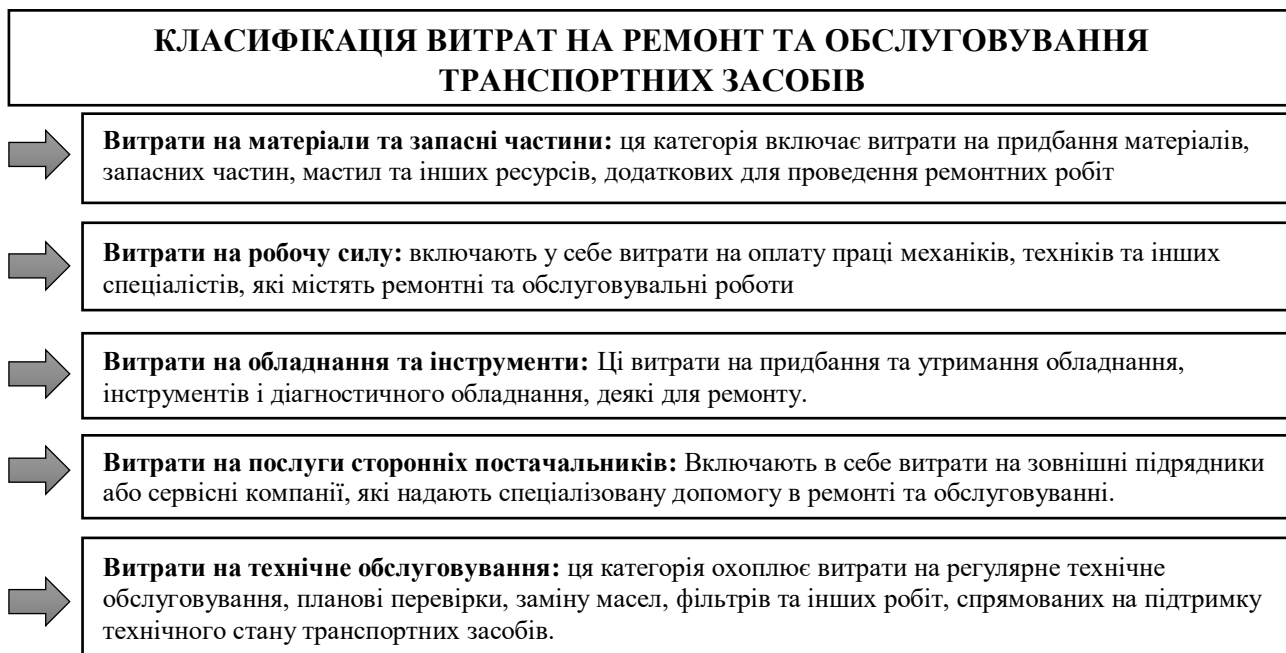 КЛАСИФІКАЦІЯ ВИТРАТ НА РЕМОНТ ТА ОБСЛУГОВУВАННЯ
ТРАНСПОРТНИХ ЗАСОБІВ
Витрати на матеріали та запасні частини: ця категорія включає витрати на придбання матеріалів,
запасних частин, мастил та інших ресурсів, додаткових для проведення ремонтних робіт
Витрати на робочу силу: включають у себе витрати на оплату праці механіків, техніків та інших
спеціалістів, які містять ремонтні та обслуговувальні роботи
Витрати на обладнання та інструменти: Ці витрати на придбання та утримання обладнання,
інструментів і діагностичного обладнання, деякі для ремонту.
Витрати на послуги сторонніх постачальників: Включають в себе витрати на зовнішні підрядники
або сервісні компанії, які надають спеціалізовану допомогу в ремонті та обслуговуванні.
Витрати на технічне обслуговування: ця категорія охоплює витрати на регулярне технічне
обслуговування, планові перевірки, заміну масел, фільтрів та інших робіт, спрямованих на підтримку
технічного стану транспортних засобів.